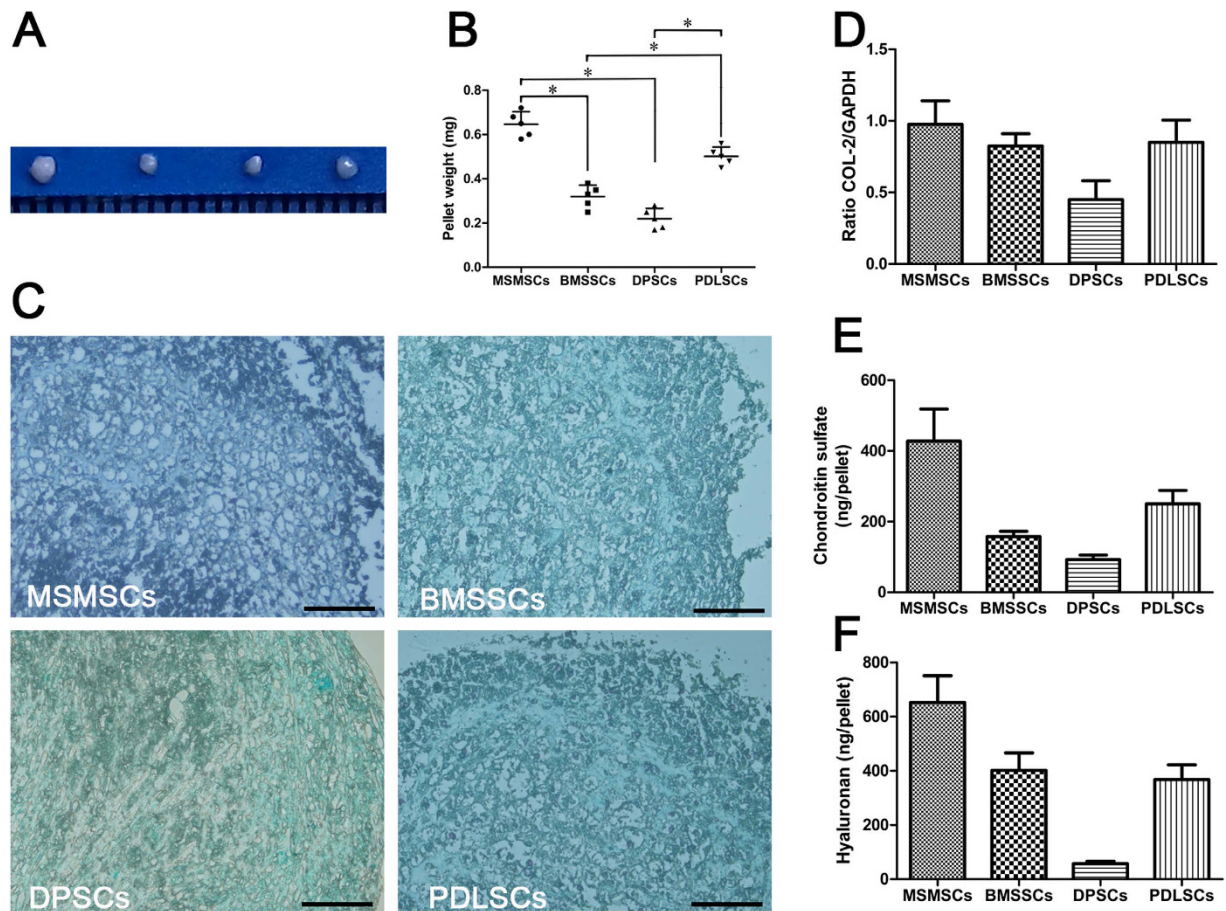 A
B
*
*
*
*
0.8
0.6
0.4
0.2
0.0
Pellet weight (mg)
MSMSCs BMSSCs DPSCs PDLSCs
C
MSMSCs
BMSSCs
DPSCs
PDLSCs
D
1.5
1.0
0.5
0.0
Ratio COL-2/GAPDH
MSMSCs BMSSCs DPSCs PDLSCs
E
600
400
200
0
Chondroitin sulfate
(ng/pellet)
MSMSCs BMSSCs DPSCs PDLSCs
F
800
600
400
200
0
Hyaluronan (ng/pellet)
MSMSCs BMSSCs DPSCs PDLSCs